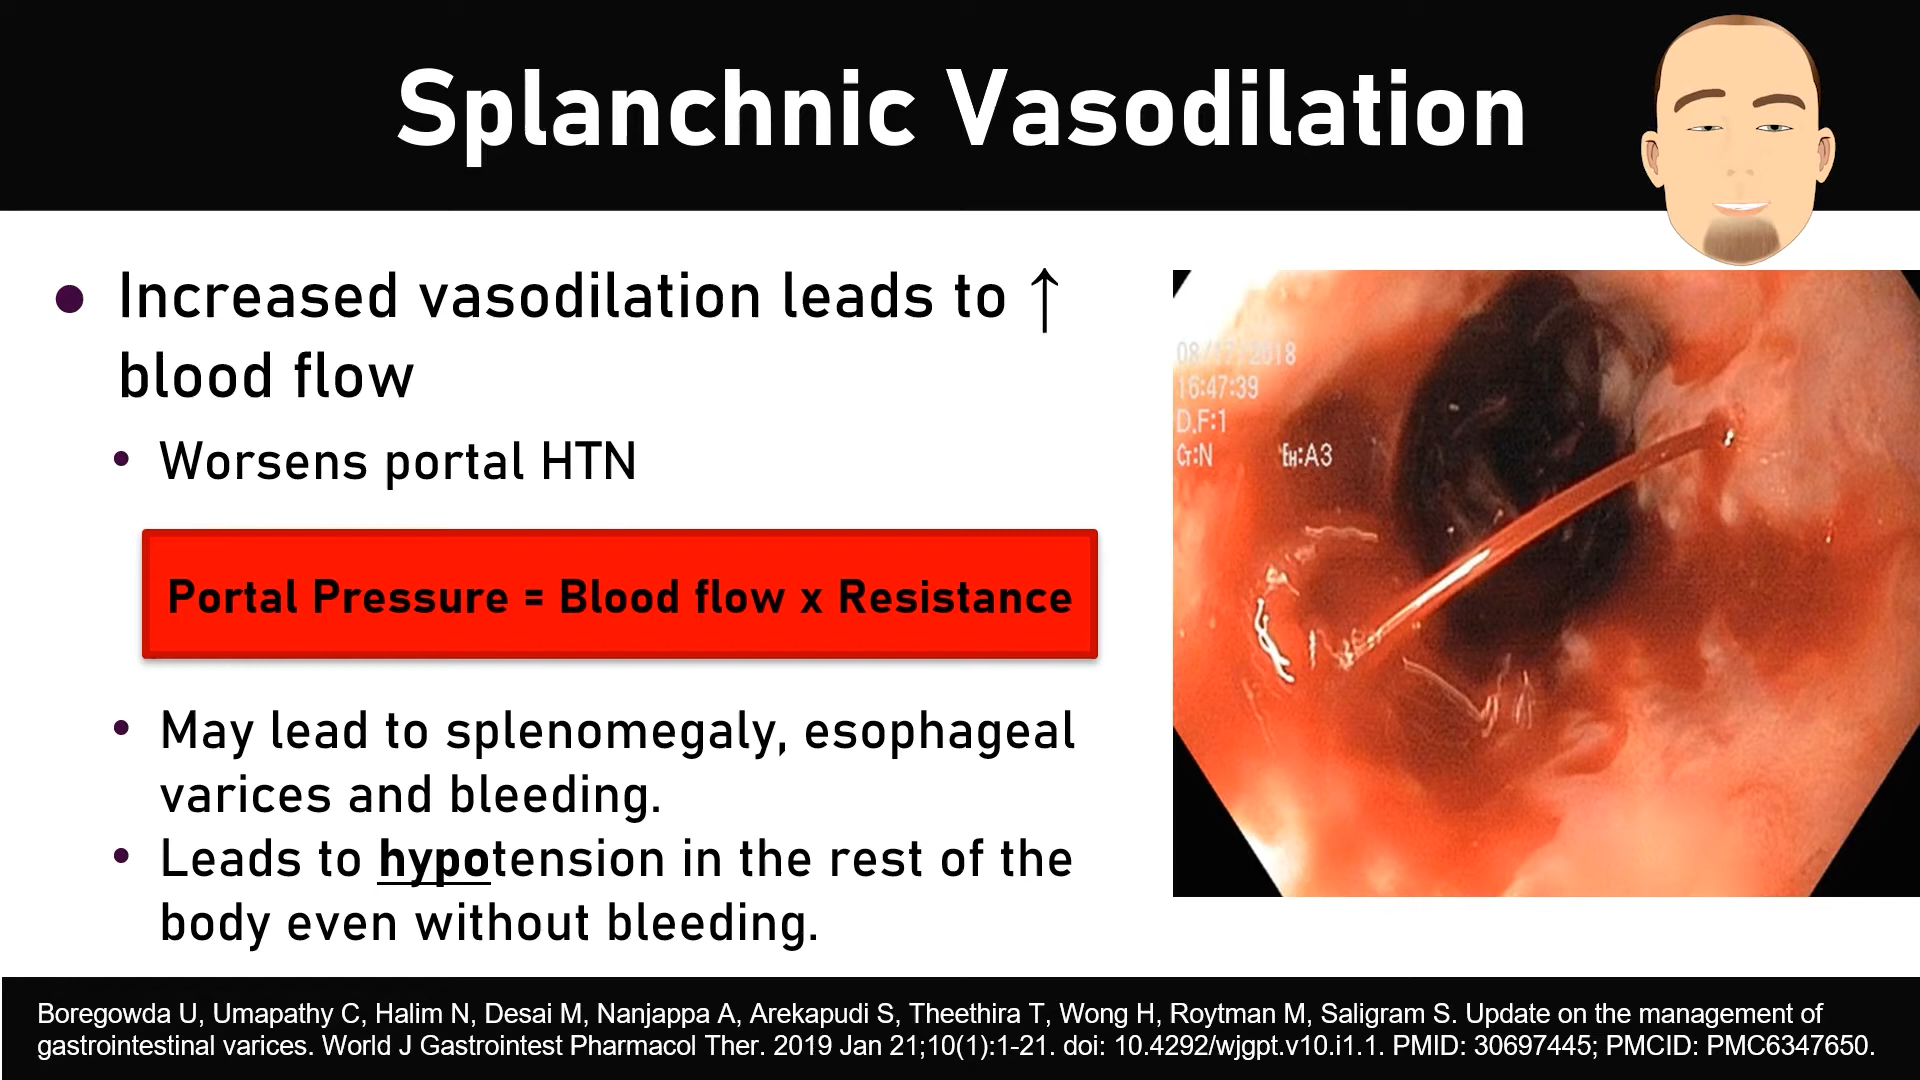 Splanchnic Vasodilation
● Increased vasodilation leads to ↑
blood flow
• Worsens portal HTN
Portal Pressure = Blood flow x Resistance
• May lead to splenomegaly, esophageal
varices and bleeding.
• Leads to hypotension in the rest of the
body even without bleeding.
16:47:39
D.F:1
Cr:N EH:A3
Boregowda U, Umapathy C, Halim N, Desai M, Nanjappa A, Arekapudi S, Theethira T, Wong H, Roytman M, Saligram S. Update on the management of
gastrointestinal varices. World J Gastrointest Pharmacol Ther. 2019 Jan 21;10(1):1-21. doi: 10.4292/wjgpt.v10.i1.1. PMID: 30697445; PMCID: PMC6347650.